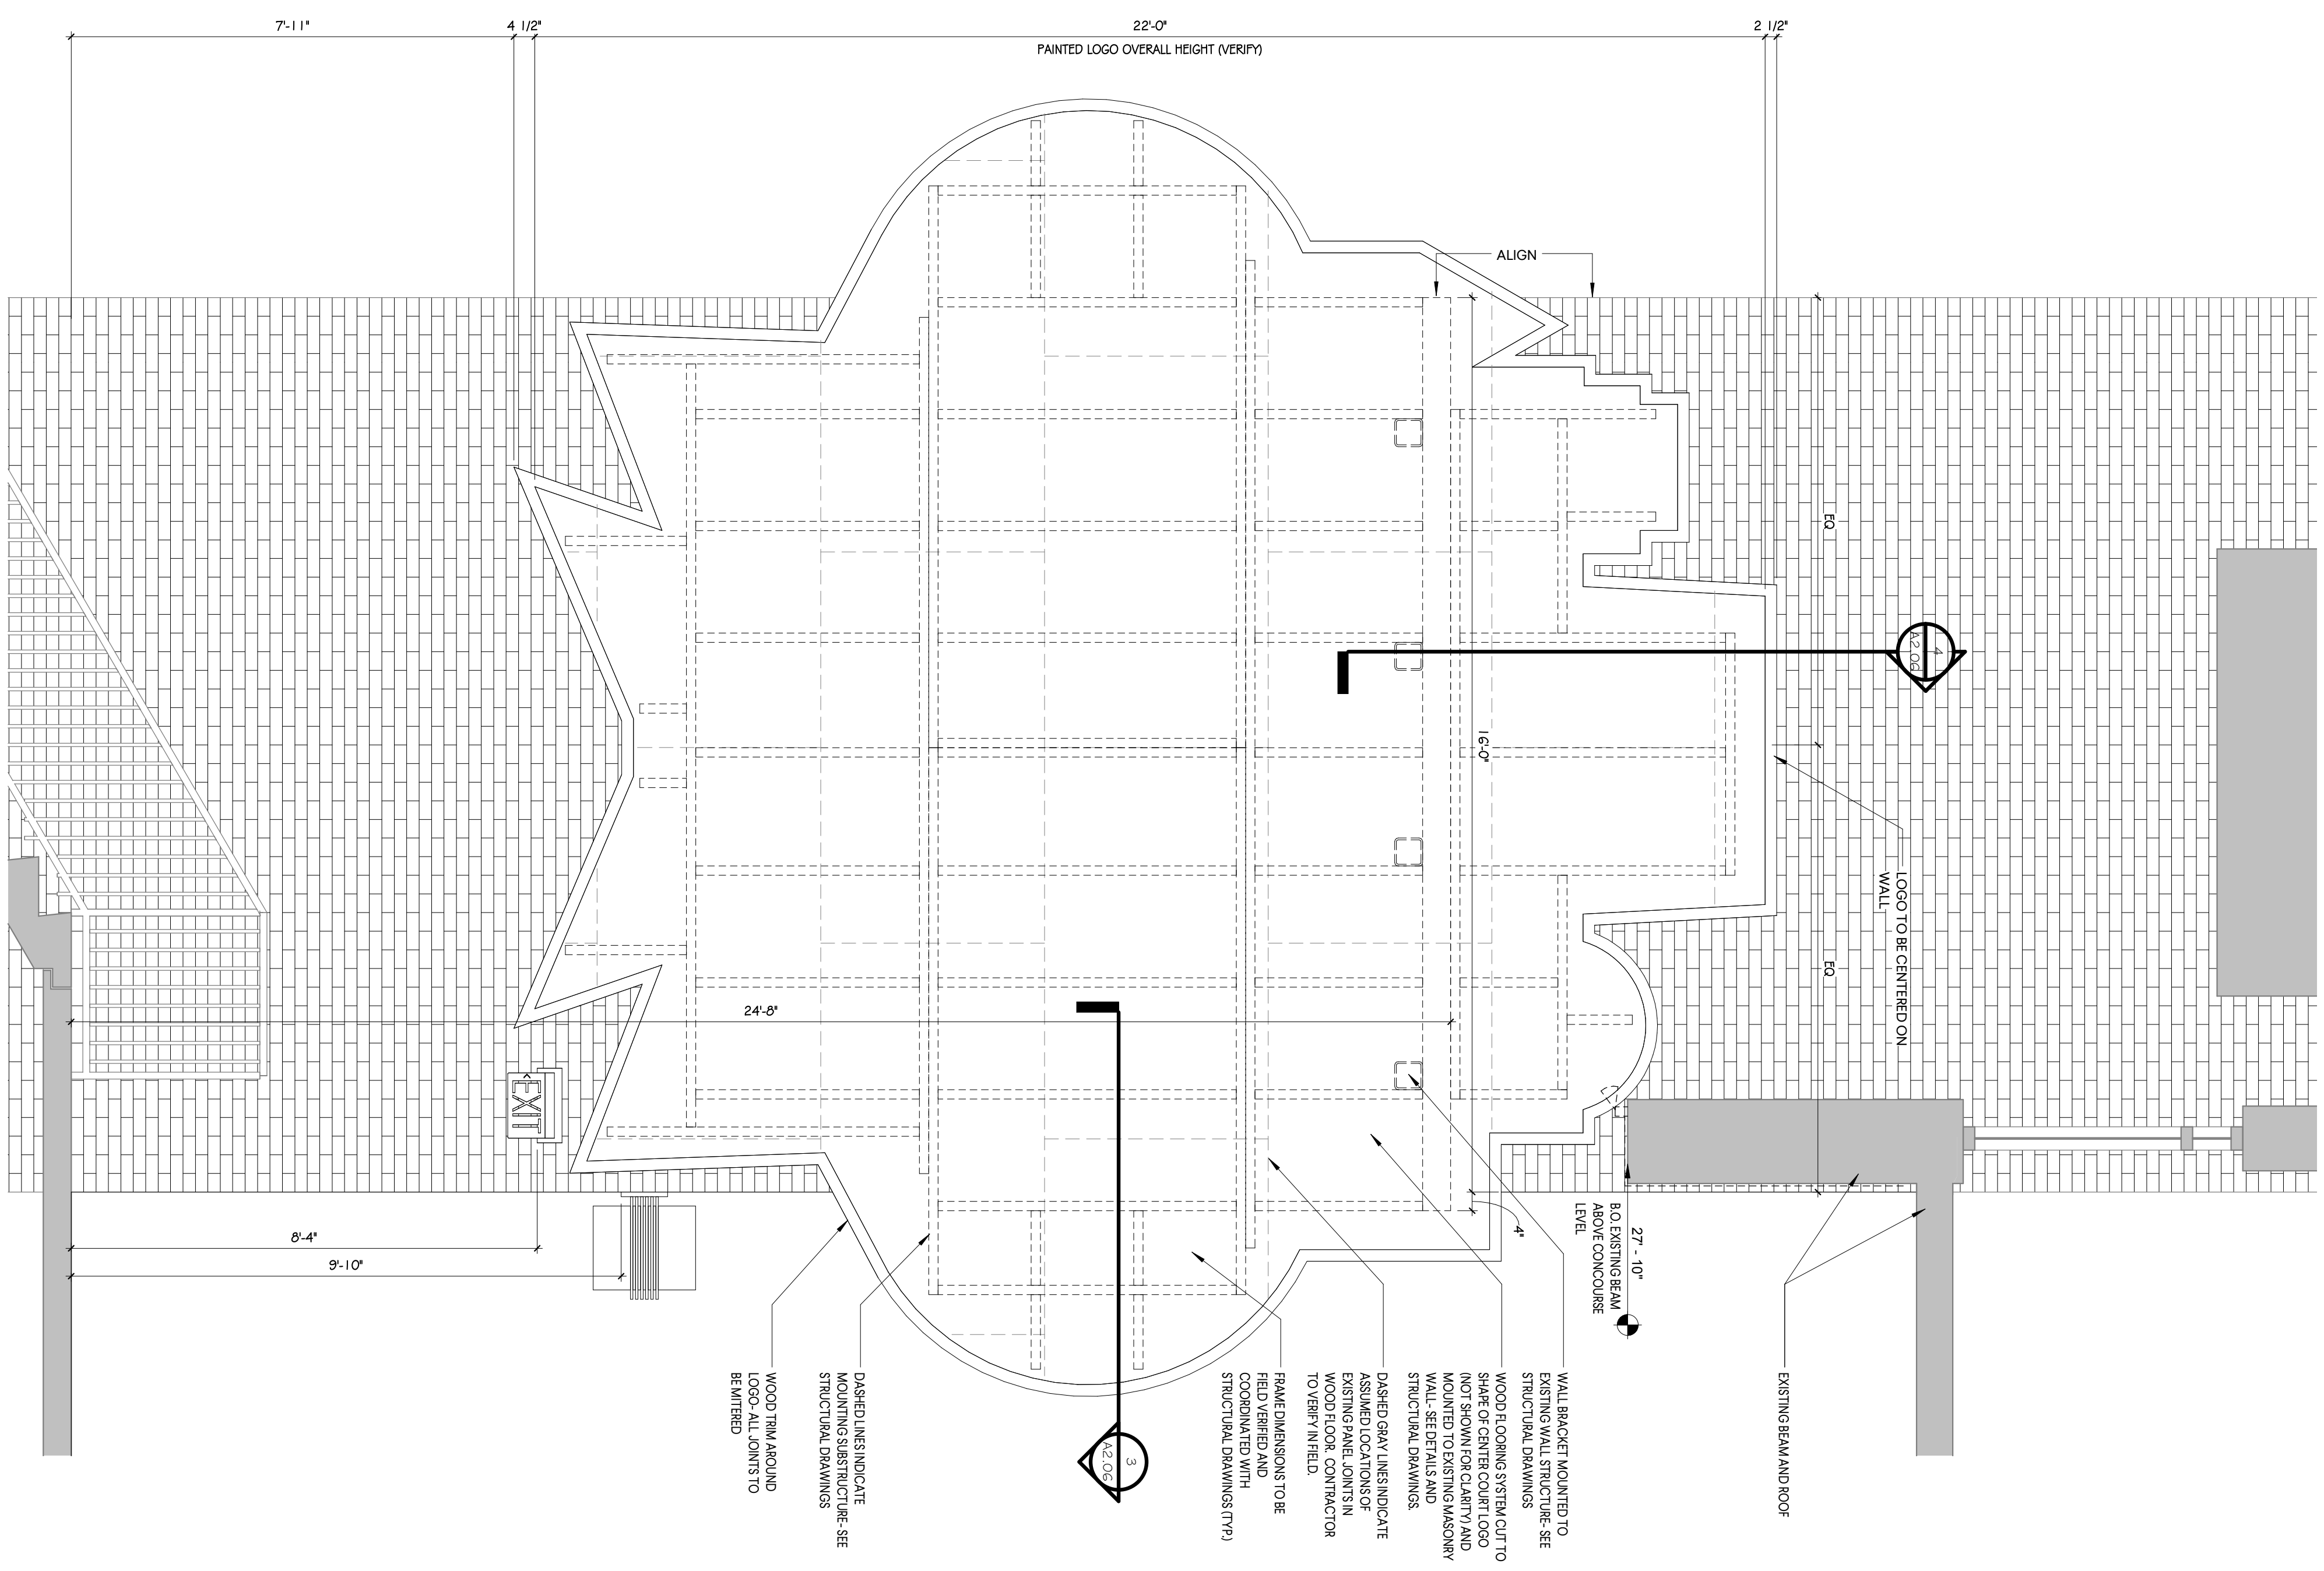 7'-11"
4 1/2"
22'-0"
2 1/2"
PAINTED LOGO OVERALL HEIGHT (VERIFY)
ALIGN
EQ
4
A2.06
16'-0"
LOGO TO BE CENTERED ON
WALL
EQ
24'-8"
EXIT
4"
8'-4"
9'-10"
27' - 10"
B.O. EXISTING BEAM
ABOVE CONCOURSE
LEVEL
EXISTING BEAM AND ROOF
WALL BRACKET MOUNTED TO
EXISTING WALL STRUCTURE- SEE
STRUCTURAL DRAWINGS
WOOD FLOORING SYSTEM CUT TO
SHAPE OF CENTER COURT LOGO
(NOT SHOWN FOR CLARITY) AND
MOUNTED TO EXISTING MASONRY
WALL- SEE DETAILS AND
STRUCTURAL DRAWINGS.
DASHED GRAY LINES INDICATE
ASSUMED LOCATIONS OF
EXISTING PANEL JOINTS IN
WOOD FLOOR. CONTRACTOR
TO VERIFY IN FIELD.
FRAME DIMENSIONS TO BE
FIELD VERIFIED AND
COORDINATED WITH
STRUCTURAL DRAWINGS (TYP.)
3
A2.06
DASHED LINES INDICATE
MOUNTING SUBSTRUCTURE- SEE
STRUCTURAL DRAWINGS
WOOD TRIM AROUND
LOGO- ALL JOINTS TO
BE MITERED